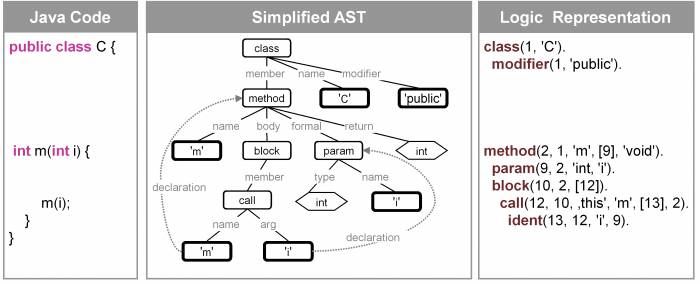 Java Code
public class C {
int m(int i) {
m(i);
}
}
Simplified AST
class
member name modifier
method 'C' 'public'
name body formal return
'm' block param int
member type name
declaration
call int 'i'
name arg
declaration
'm' 'i'
Logic Representation
class(1, 'C').
modifier(1, 'public').
method(2, 1, 'm', [9], 'void').
param(9, 2, 'int, 'i').
block(10, 2, [12]).
call(12, 10, ,this', 'm', [13], 2).
ident(13, 12, 'i', 9).